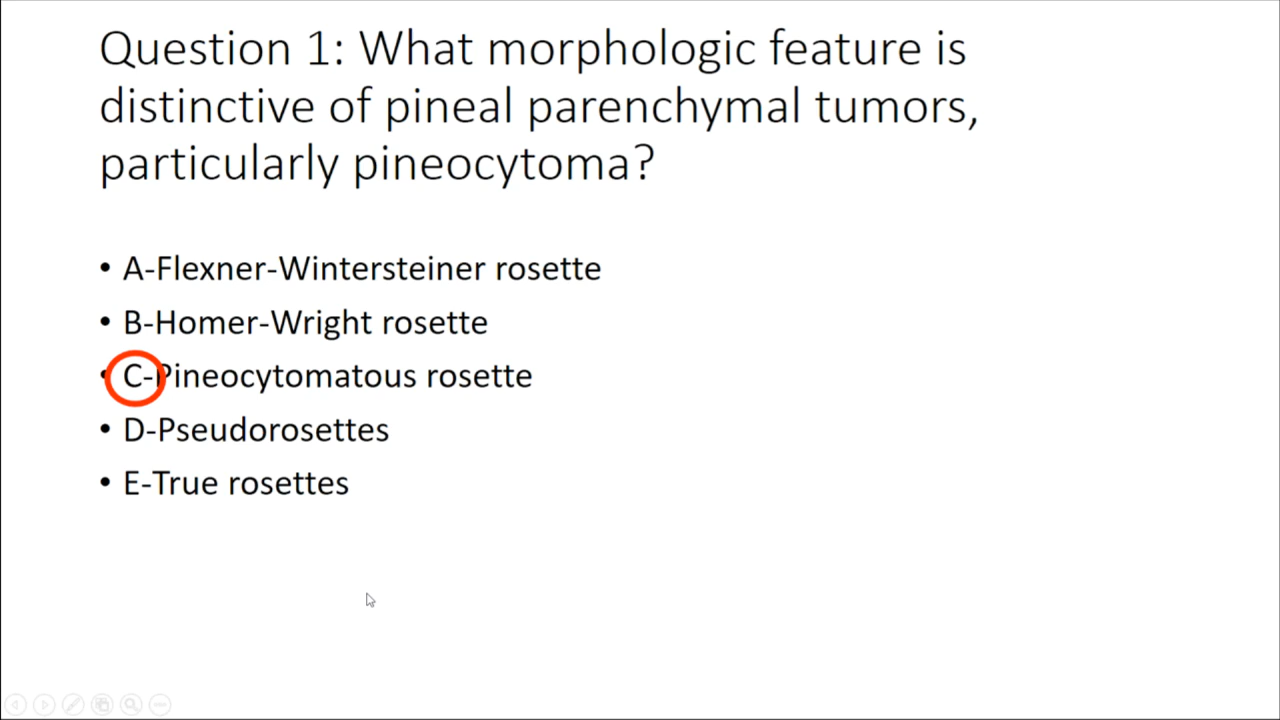 Question 1: What morphologic feature is
distinctive of pineal parenchymal tumors,
particularly pineocytoma?
• A-Flexner-Wintersteiner rosette
• B-Homer-Wright rosette
• C-Pineocytomatous rosette
• D-Pseudorosettes
• E-True rosettes